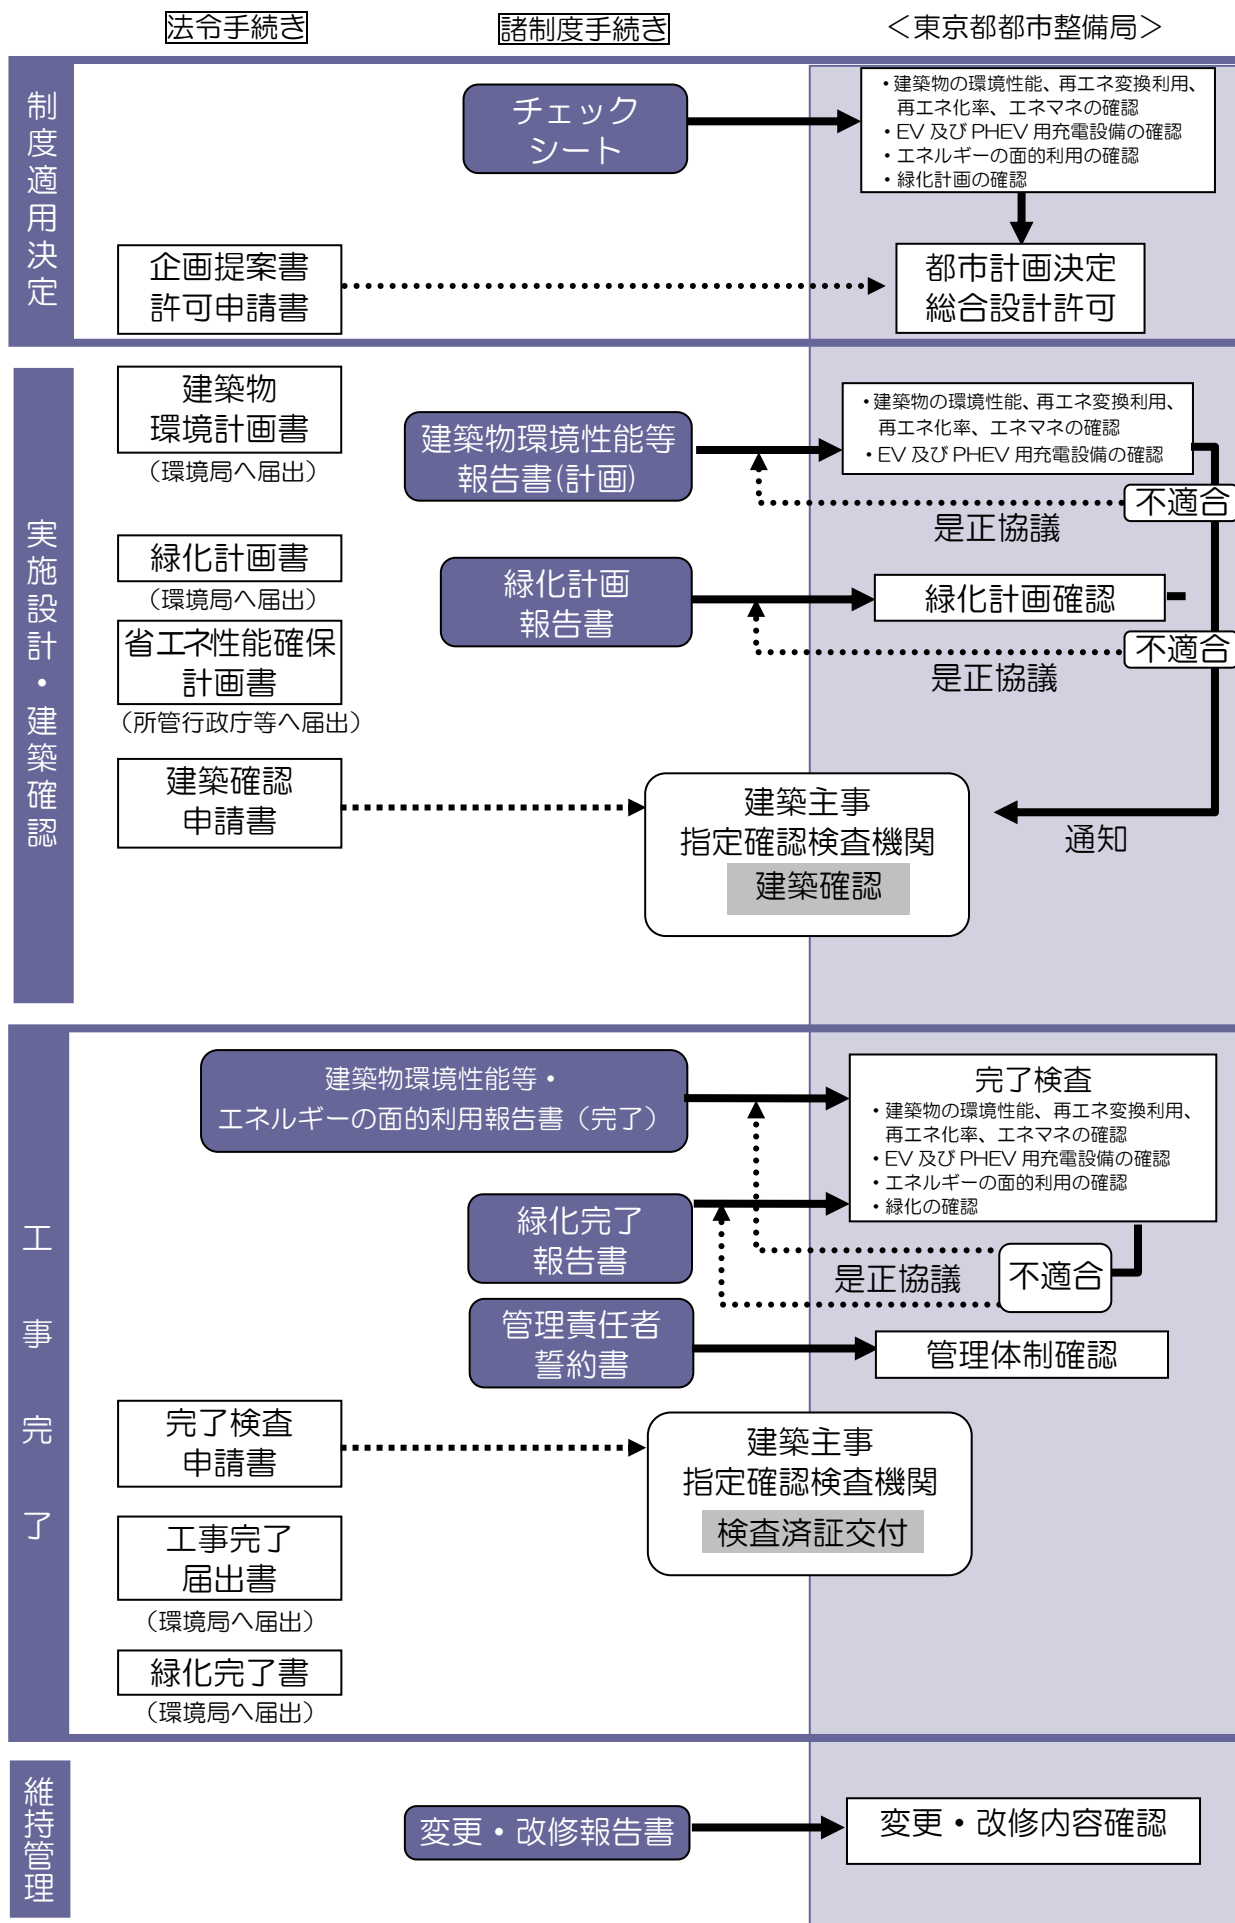 法令手続き
諸制度手続き
＜東京都都市整備局＞
制度適用決定
チェック
シート
・建築物の環境性能、再エネ変換利用、
再エネ化率、エネマネの確認
・EV 及び PHEV 用充電設備の確認
・エネルギーの面的利用の確認
・緑化計画の確認
企画提案書
許可申請書
都市計画決定
総合設計許可
実施設計・建築確認
建築物
環境計画書
（環境局へ届出）
建築物環境性能等
報告書(計画)
・建築物の環境性能、再エネ変換利用、
再エネ化率、エネマネの確認
・EV 及び PHEV 用充電設備の確認
不適合
是正協議
緑化計画書
（環境局へ届出）
緑化計画
報告書
緑化計画確認
不適合
是正協議
省エネ性能確保
計画書
（所管行政庁等へ届出）
建築確認
申請書
建築主事
指定確認検査機関
建築確認
通知
工事完了
建築物環境性能等・
エネルギーの面的利用報告書（完了）
完了検査
・建築物の環境性能、再エネ変換利用、
再エネ化率、エネマネの確認
・EV 及び PHEV 用充電設備の確認
・エネルギーの面的利用の確認
・緑化の確認
緑化完了
報告書
是正協議
不適合
管理責任者
誓約書
管理体制確認
完了検査
申請書
建築主事
指定確認検査機関
検査済証交付
工事完了
届出書
（環境局へ届出）
緑化完了書
（環境局へ届出）
維持管理
変更・改修報告書
変更・改修内容確認